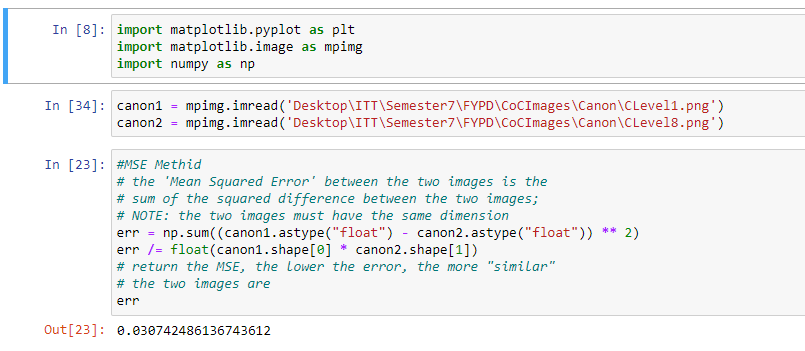 In [8]: import matplotlib.pyplot as plt
import matplotlib.image as mpimg
import numpy as np
In [34]: canon1 = mpimg.imread('Desktop\ITT\Semester7\FYPD\CoCImages\Canon\CLevel1.png')
canon2 = mpimg.imread('Desktop\ITT\Semester7\FYPD\CoCImages\Canon\CLevel8.png')
In [23]: #MSE Methid
# the 'Mean Squared Error' between the two images is the
# sum of the squared difference between the two images;
# NOTE: the two images must have the same dimension
err = np.sum((canon1.astype("float") - canon2.astype("float")) ** 2)
err /= float(canon1.shape[0] * canon2.shape[1])
# return the MSE, the lower the error, the more "similar"
# the two images are
err
Out[23]: 0.030742486136743612